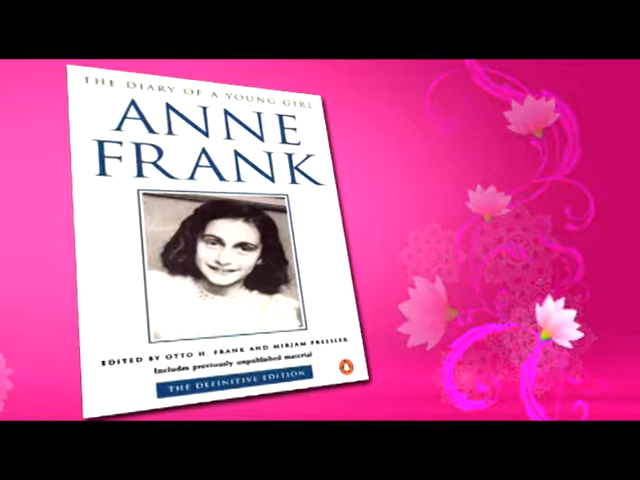 THE DIARY OF A YOUNG GIRL
ANNE
FRANK
EDITED BY OTTO H. FRANK AND MIRJAM PRESSLER
Includes previously unpublished material
THE DEFINITIVE EDITION